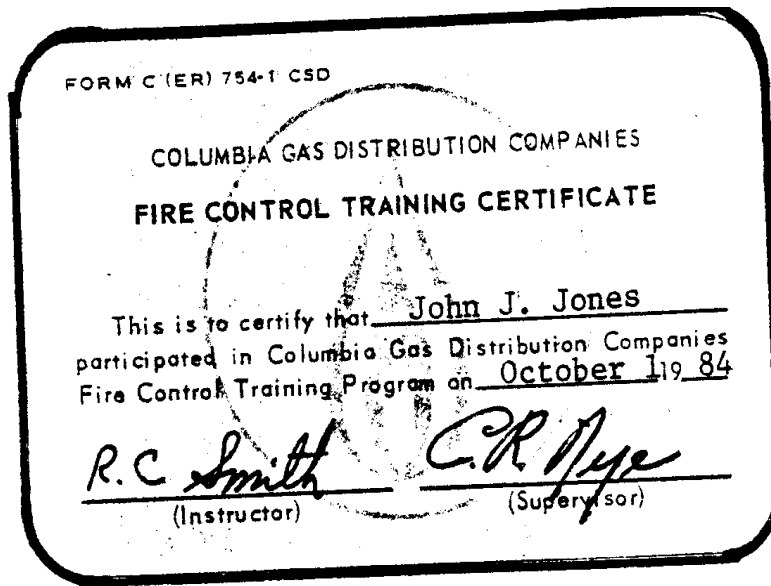 FORM C (ER) 754-1 CSD
COLUMBIA GAS DISTRIBUTION COMPANIES
FIRE CONTROL TRAINING CERTIFICATE
This is to certify that John J. Jones
participated in Columbia Gas Distribution Companies
Fire Control Training Program on October 1 19 84
R. C. Smith C. R. Nye
(Instructor) (Supervisor)